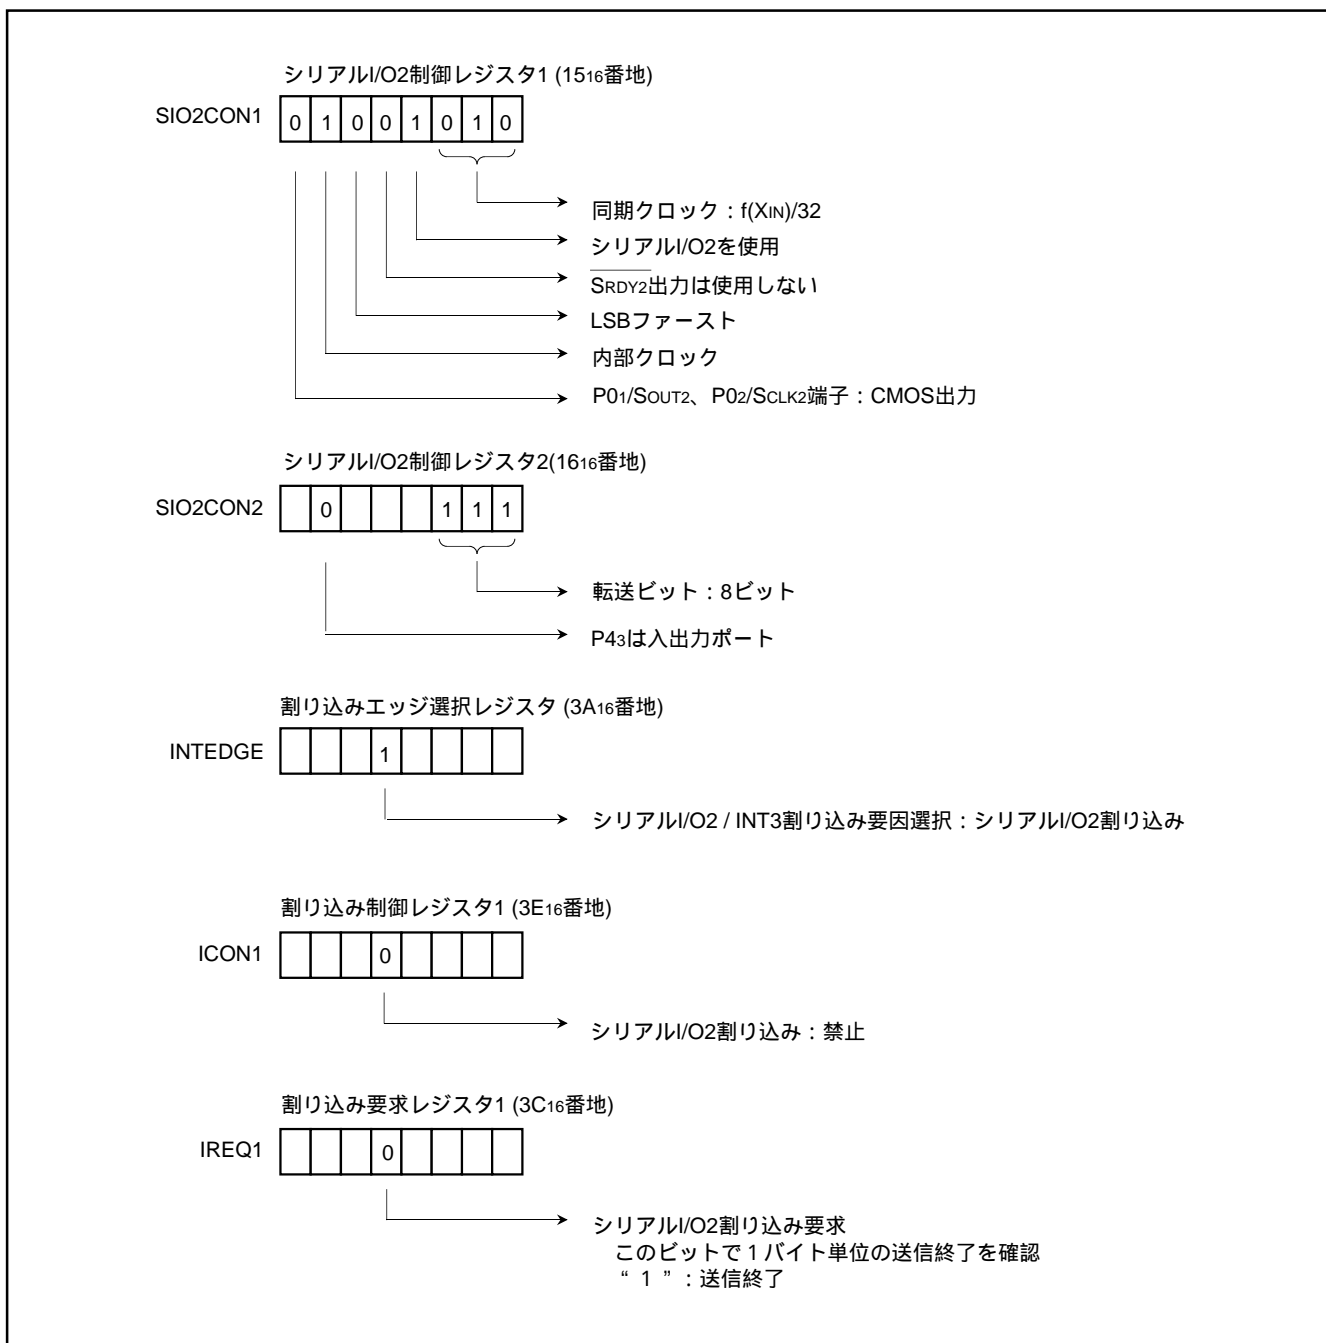 シリアルI/O2制御レジスタ1 (1516番地)
SIO2CON1 0 1 0 0 1 0 1 0
同期クロック：f(XIN)/32
シリアルI/O2を使用
SRDY2出力は使用しない
LSBファースト
内部クロック
P01/SOUT2、P02/SCLK2端子：CMOS出力
シリアルI/O2制御レジスタ2(1616番地)
SIO2CON2 0 1 1 1
転送ビット：8ビット
P43は入出力ポート
割り込みエッジ選択レジスタ (3A16番地)
INTEDGE 1
シリアルI/O2 / INT3割り込み要因選択：シリアルI/O2割り込み
割り込み制御レジスタ1 (3E16番地)
ICON1 0
シリアルI/O2割り込み：禁止
割り込み要求レジスタ1 (3C16番地)
IREQ1 0
シリアルI/O2割り込み要求
このビットで１バイト単位の送信終了を確認
“ 1 ”：送信終了